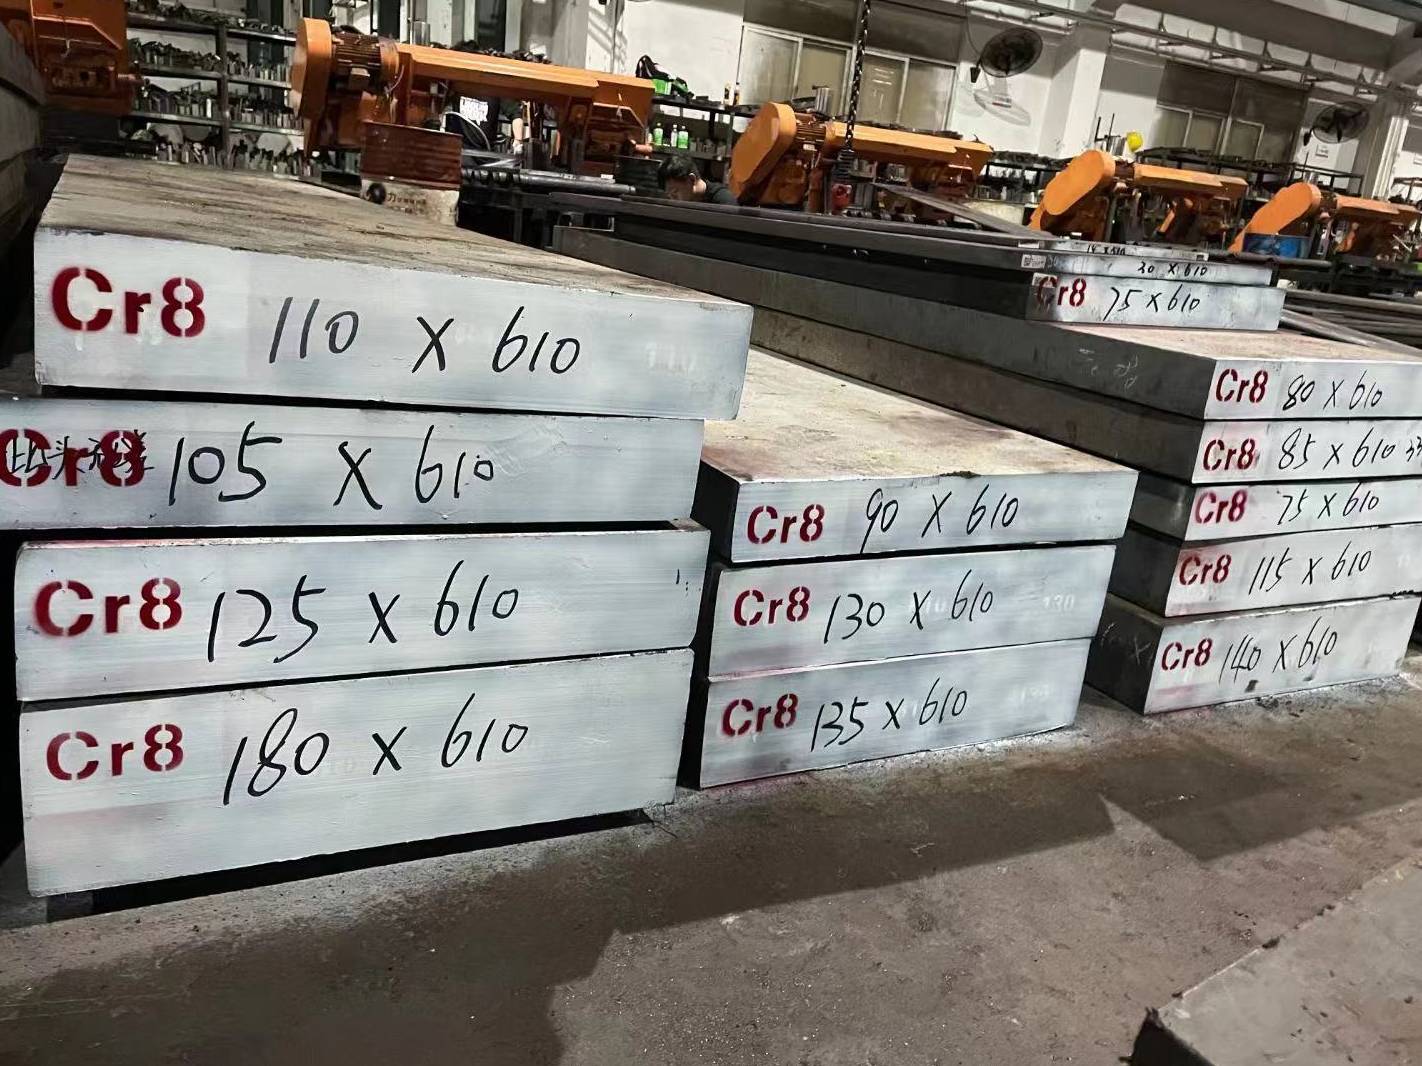 Cr8 110 X 610
Cr8 105 X 610
Cr8 125 X 610
Cr8 180 X 610
Cr8 90 X 610
Cr8 130 X 610
Cr8 135 X 610
20 X 610
Cr8 75 X 610
Cr8 80 X 610
Cr8 85 X 610
Cr8 75 X 610
Cr8 115 X 610
Cr8 140 X 610